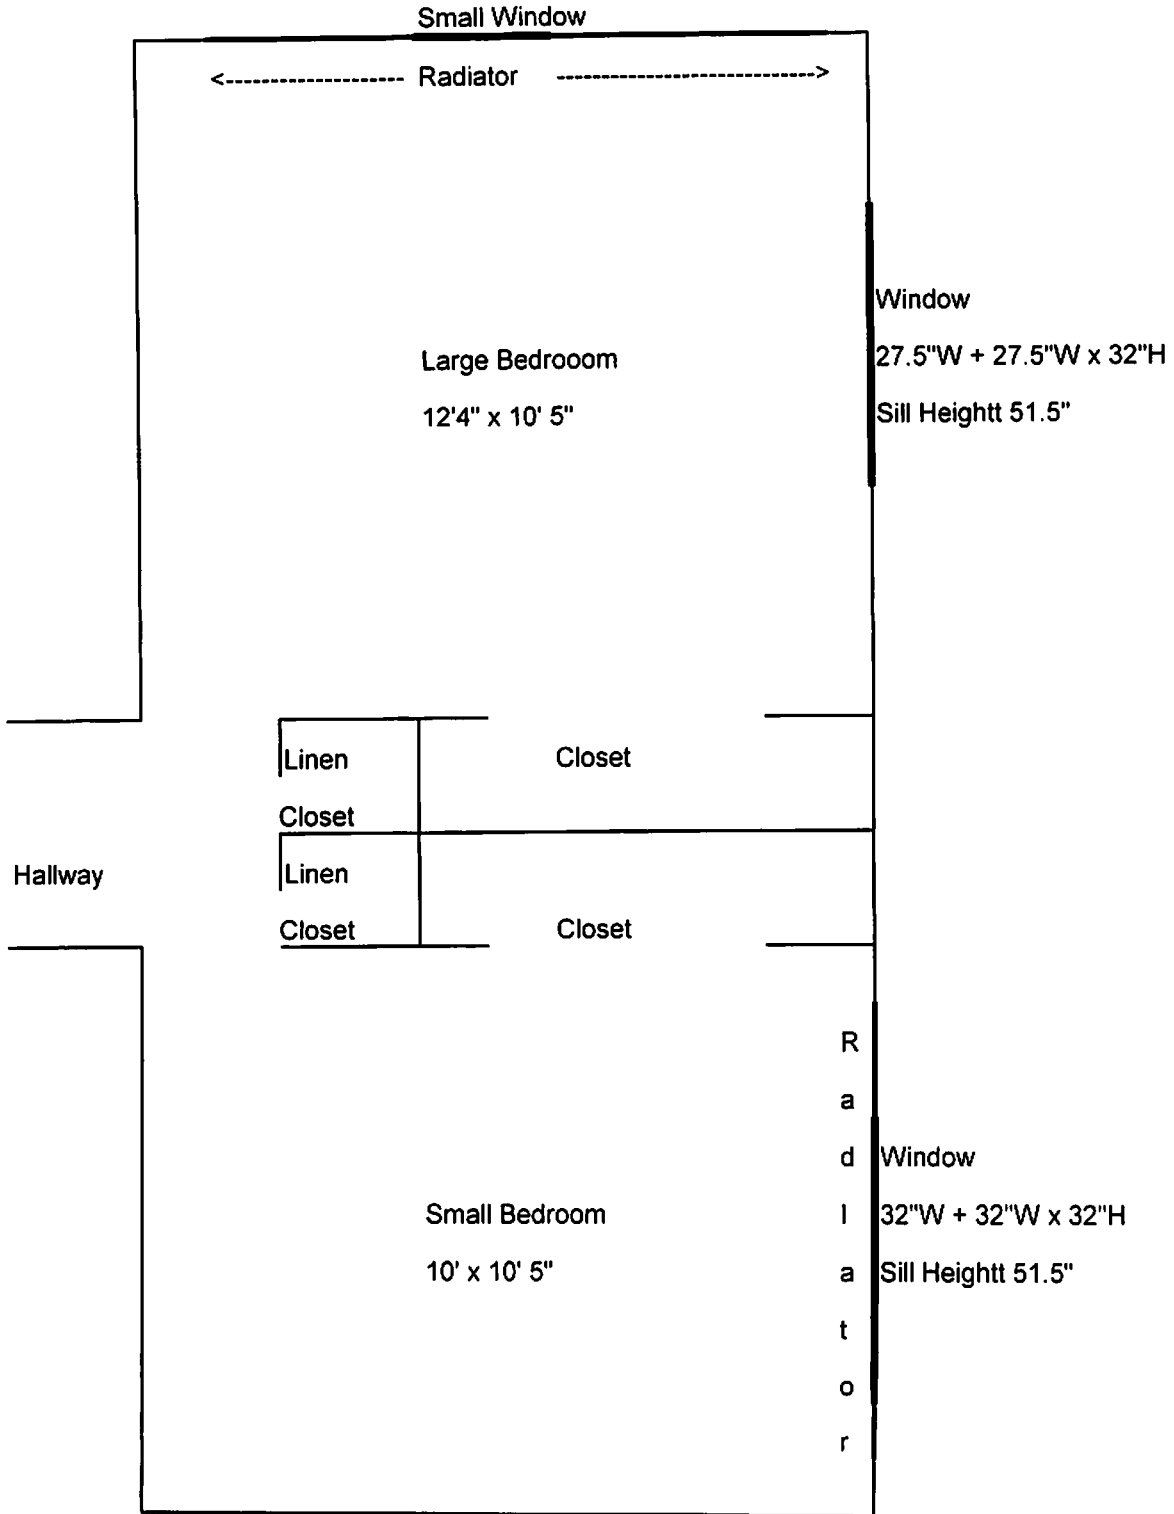 Small Window
<------------------ Radiator --------------------------->
Window
Large Bedrooom
27.5"W + 27.5"W x 32"H
12'4" x 10' 5"
Sill Heightt 51.5"
Linen
Closet
Closet
Hallway
Linen
Closet
Closet
Radlator
Window
Small Bedroom
32"W + 32"W x 32"H
10' x 10' 5"
Sill Heightt 51.5"